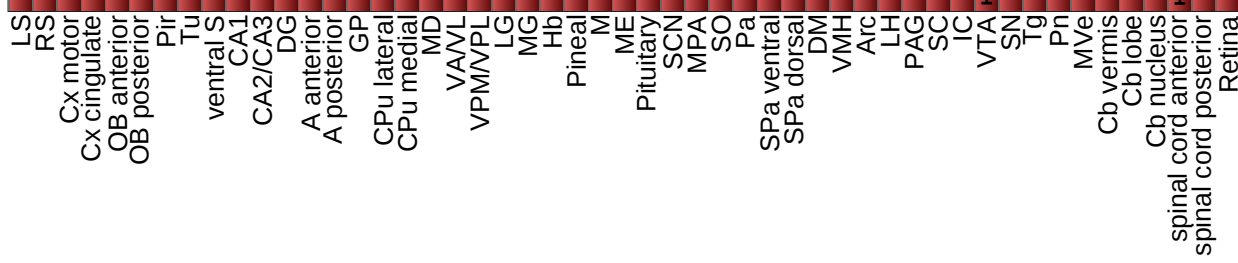 LS
RS
Cx motor
Cx cingulate
OB anterior
OB posterior
Pir
Tu
ventral S
CA1
CA2/CA3
DG
A anterior
A posterior
GP
CPu lateral
CPu medial
MD
VA/VL
VPM/VPL
LG
MG
Hb
Pineal
M
ME
Pituitary
SCN
MPA
SO
Pa
SPa ventral
SPa dorsal
DM
VMH
Arc
LH
PAG
SC
IC
VTA
SN
Tg
Pn
MVe
Cb vermis
Cb lobe
Cb nucleus
spinal cord anterior
spinal cord posterior
Retina